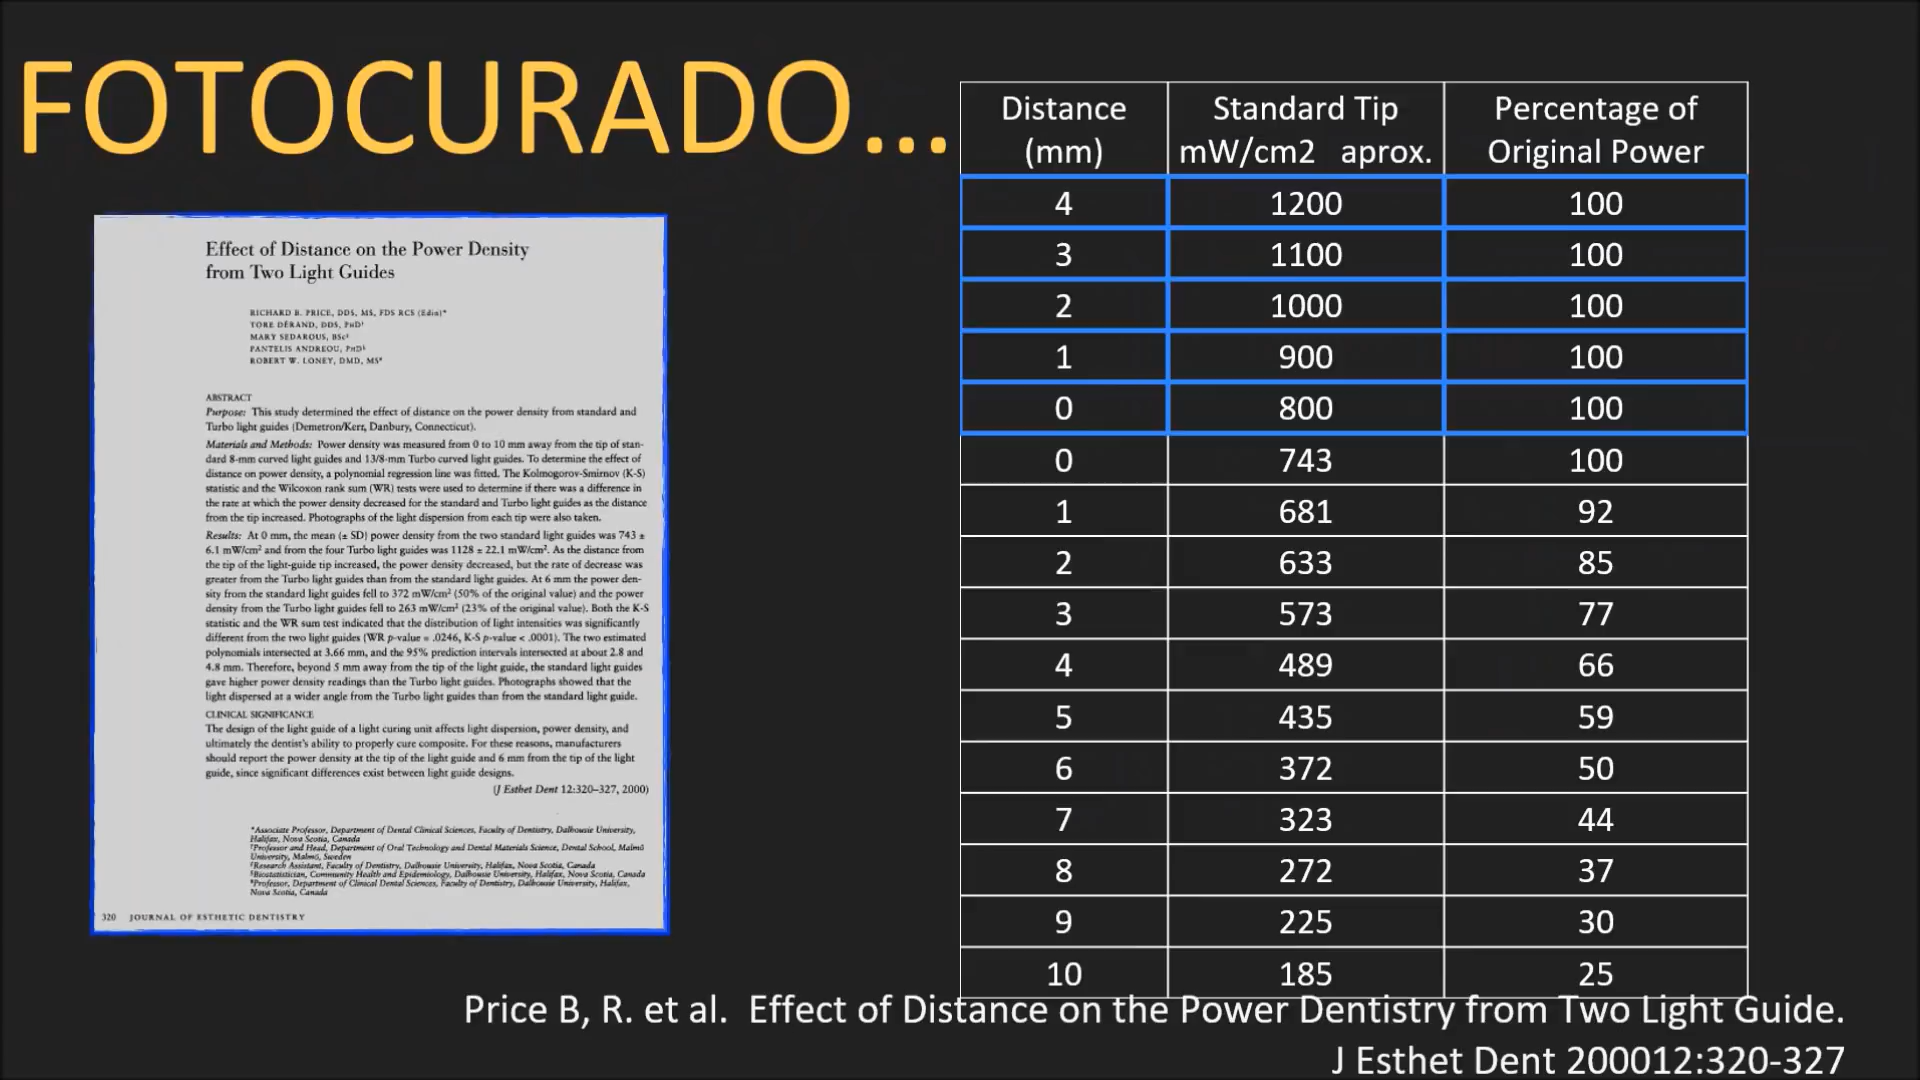 FOTOCURADO...
Effect of Distance on the Power Density
from Two Light Guides
RICHARD B. PRICE, DDS, MS, FDS RCS (Edin)*
TORE DÉRAND, DDS, PhD†
MARY SEDAROUS, BSc‡
PANTELIS ANDREOU, PhD§
ROBERT W. LONEY, DMD, MS¶
ABSTRACT
Purpose: This study determined the effect of distance on the power density from standard and
Turbo light guides (Demetron/Kerr, Danbury, Connecticut).
Materials and Methods: Power density was measured from 0 to 10 mm away from the tip of stan-
dard 8-mm curved light guides and 13/8-mm Turbo curved light guides. To determine the effect of
distance on power density, a polynomial regression line was fitted. The Kolmogorov-Smirnov (K-S)
statistic and the Wilcoxon rank sum (WR) tests were used to determine if there was a difference in
the rate at which the power density decreased for the standard and Turbo light guides as the distance
from the tip increased. Photographs of the light dispersion from each tip were also taken.
Results: At 0 mm, the mean (± SD) power density from the two standard light guides was 743 ±
6.1 mW/cm² and from the four Turbo light guides was 1128 ± 22.1 mW/cm². As the distance from
the tip of the light-guide tip increased, the power density decreased, but the rate of decrease was
greater from the Turbo light guides than from the standard light guides. At 6 mm the power den-
sity from the standard light guides fell to 372 mW/cm² (50% of the original value) and the power
density from the Turbo light guides fell to 263 mW/cm² (23% of the original value). Both the K-S
statistic and the WR sum test indicated that the distribution of light intensities was significantly
different from the two light guides (WR p-value = .0246, K-S p-value < .0001). The two estimated
polynomials intersected at 3.66 mm, and the 95% prediction intervals intersected at about 2.8 and
4.8 mm. Therefore, beyond 5 mm away from the tip of the light guide, the standard light guides
gave higher power density readings than the Turbo light guides. Photographs showed that the
light dispersed at a wider angle from the Turbo light guides than from the standard light guide.
CLINICAL SIGNIFICANCE
The design of the light guide of a light curing unit affects light dispersion, power density, and
ultimately the dentist's ability to properly cure composite. For these reasons, manufacturers
should report the power density at the tip of the light guide and 6 mm from the tip of the light
guide, since significant differences exist between light guide designs.
(J Esthet Dent 12:320–327, 2000)
*Associate Professor, Department of Dental Clinical Sciences, Faculty of Dentistry, Dalhousie University,
Halifax, Nova Scotia, Canada
†Professor and Head, Department of Oral Technology and Dental Materials Science, Dental School, Malmö
University, Malmö, Sweden
‡Research Assistant, Faculty of Dentistry, Dalhousie University, Halifax, Nova Scotia, Canada
§Biostatistician, Community Health and Epidemiology, Dalhousie University, Halifax, Nova Scotia, Canada
¶Professor, Department of Clinical Dental Sciences, Faculty of Dentistry, Dalhousie University, Halifax,
Nova Scotia, Canada
320 JOURNAL OF ESTHETIC DENTISTRY
Distance (mm) Standard Tip mW/cm2 aprox. Percentage of Original Power
4 1200 100
3 1100 100
2 1000 100
1 900 100
0 800 100
0 743 100
1 681 92
2 633 85
3 573 77
4 489 66
5 435 59
6 372 50
7 323 44
8 272 37
9 225 30
10 185 25
Price B, R. et al. Effect of Distance on the Power Dentistry from Two Light Guide.
J Esthet Dent 200012:320-327